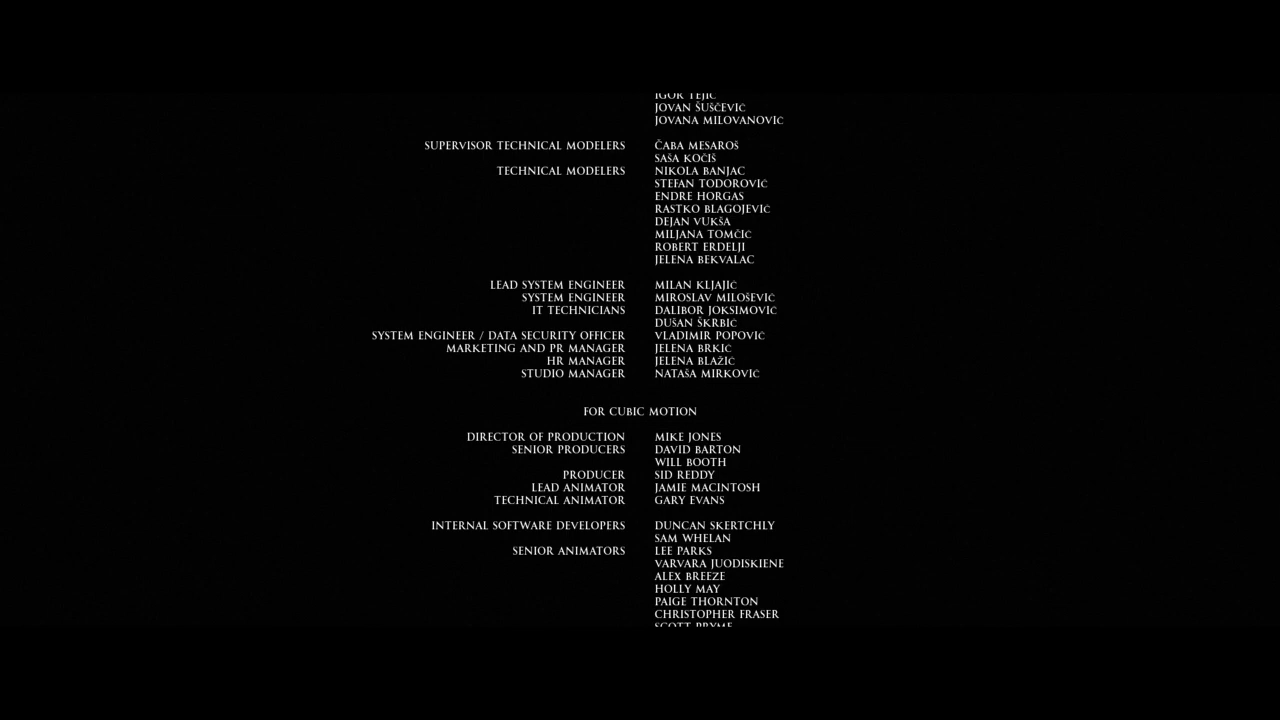 IGOR TEJIĆ
JOVAN ŠUŠČEVIĆ
JOVANA MILOVANOVIĆ
SUPERVISOR TECHNICAL MODELERS ČABA MESAROŠ
SAŠA KOČIŠ
TECHNICAL MODELERS NIKOLA BANJAC
STEFAN TODOROVIĆ
ENDRE HORGAS
RASTKO BLAGOJEVIĆ
DEJAN VUKŠA
MILJANA TOMČIĆ
ROBERT ERDELJI
JELENA BEKVALAC
LEAD SYSTEM ENGINEER MILAN KLJAJIĆ
SYSTEM ENGINEER MIROSLAV MILOŠEVIĆ
IT TECHNICIANS DALIBOR JOKSIMOVIĆ
DUŠAN ŠKRBIĆ
SYSTEM ENGINEER / DATA SECURITY OFFICER VLADIMIR POPOVIĆ
MARKETING AND PR MANAGER JELENA BRKIĆ
HR MANAGER JELENA BLAŽIĆ
STUDIO MANAGER NATAŠA MIRKOVIĆ
FOR CUBIC MOTION
DIRECTOR OF PRODUCTION MIKE JONES
SENIOR PRODUCERS DAVID BARTON
WILL BOOTH
PRODUCER SID REDDY
LEAD ANIMATOR JAMIE MACINTOSH
TECHNICAL ANIMATOR GARY EVANS
INTERNAL SOFTWARE DEVELOPERS DUNCAN SKERTCHLY
SAM WHELAN
SENIOR ANIMATORS LEE PARKS
VARVARA JUODISKIENE
ALEX BREEZE
HOLLY MAY
PAIGE THORNTON
CHRISTOPHER FRASER
SCOTT PRYME